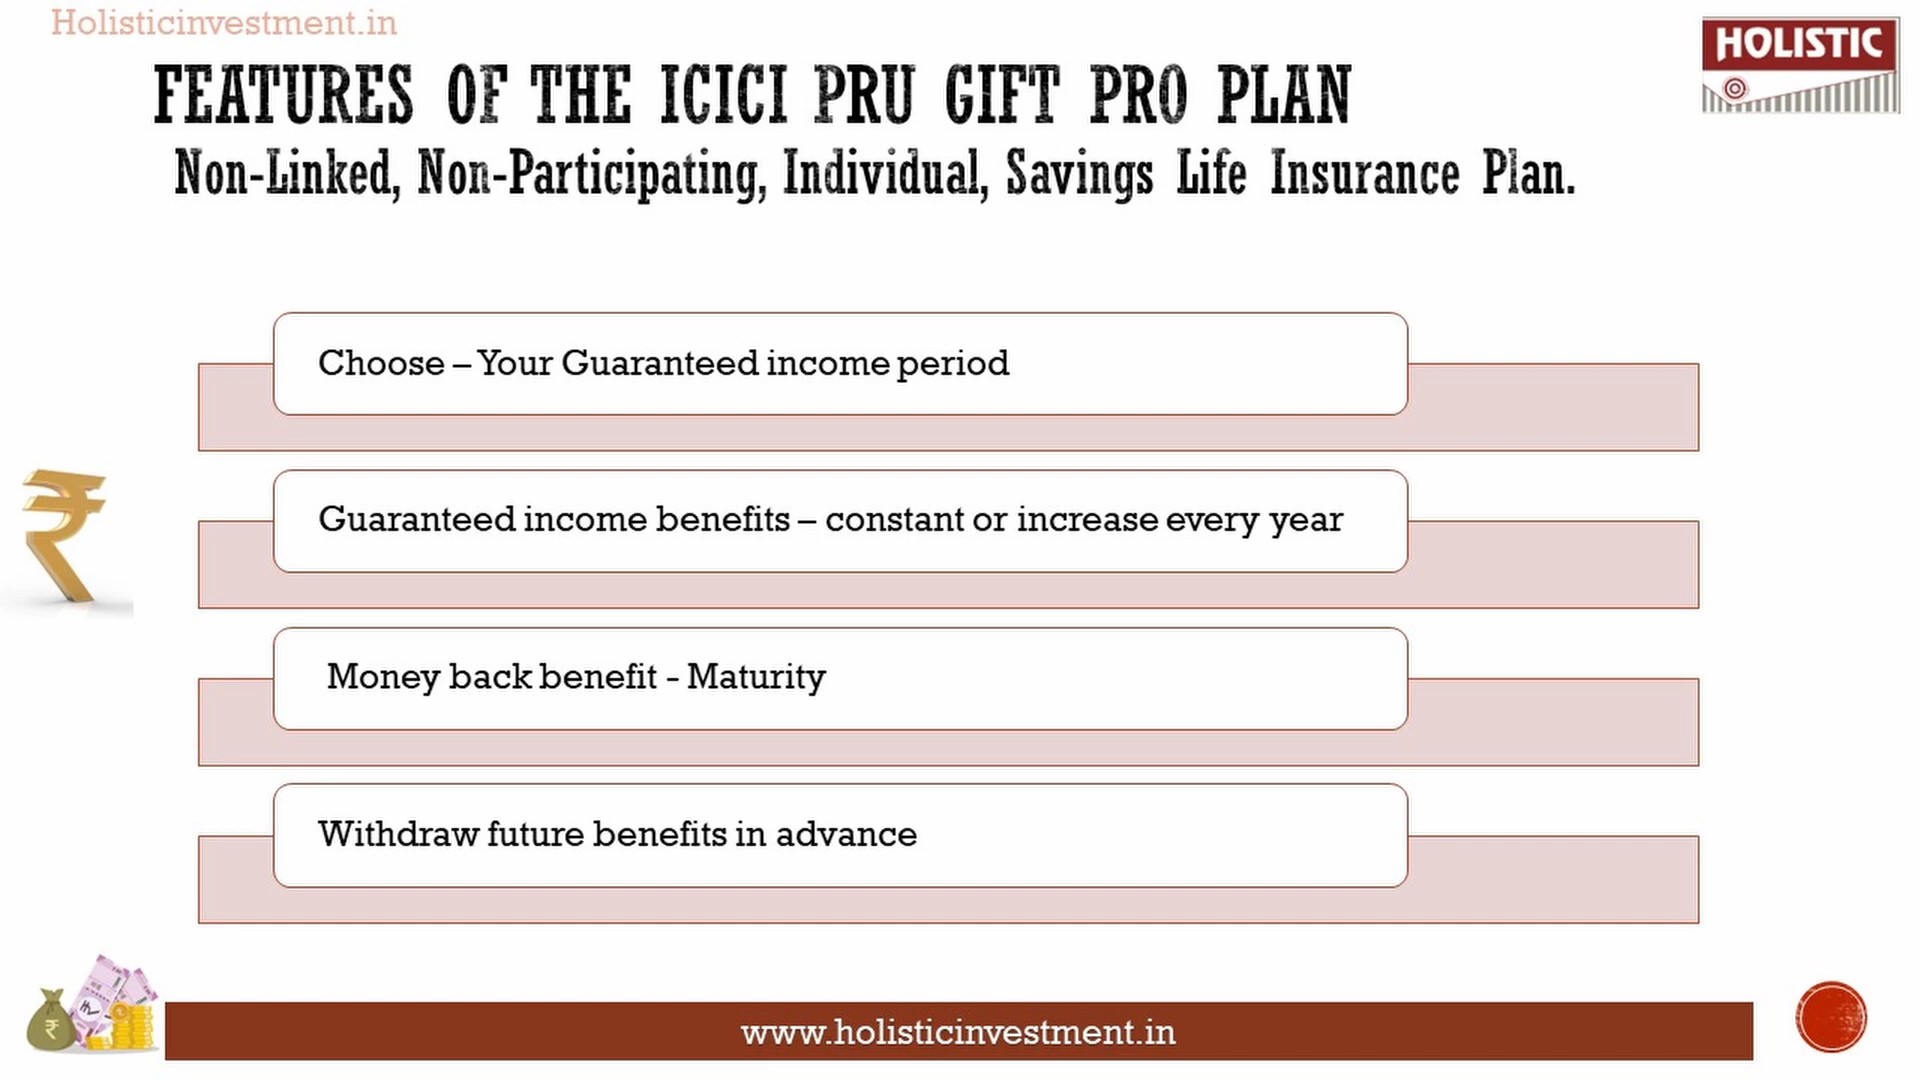 Holisticinvestment.in
HOLISTIC
FEATURES OF THE ICICI PRU GIFT PRO PLAN
Non-Linked, Non-Participating, Individual, Savings Life Insurance Plan.
Choose – Your Guaranteed income period
Guaranteed income benefits – constant or increase every year
Money back benefit - Maturity
Withdraw future benefits in advance
www.holisticinvestment.in